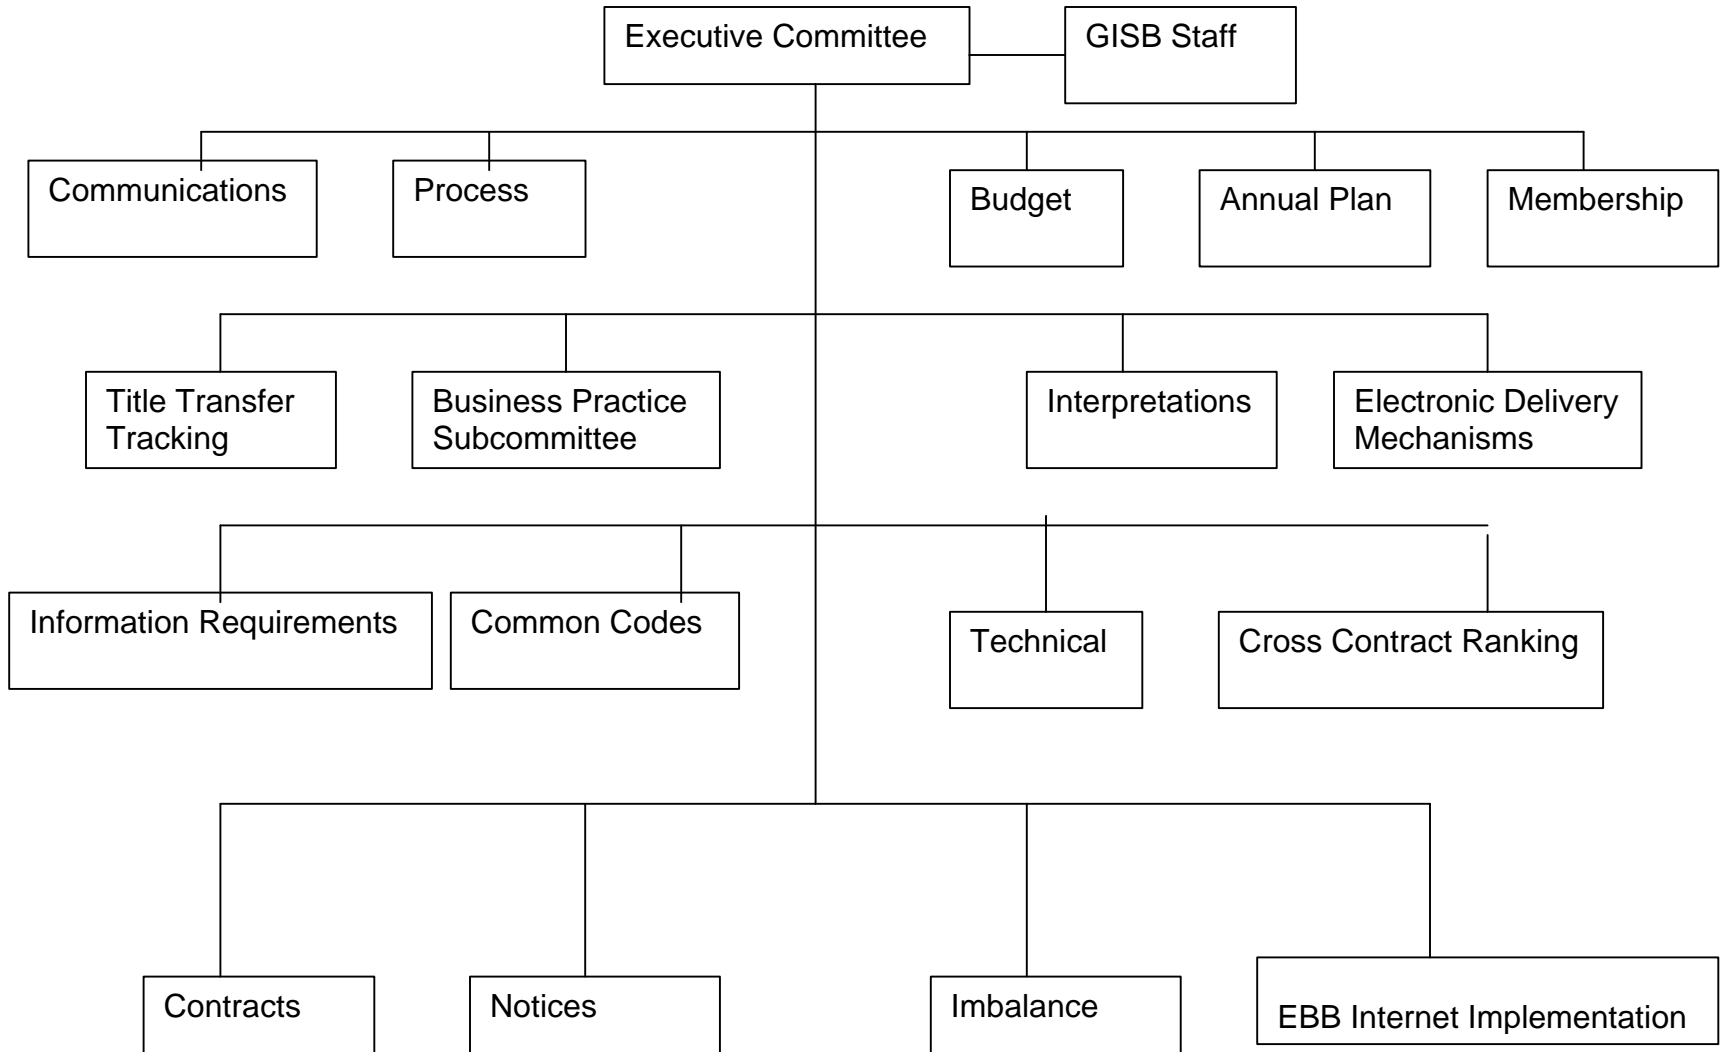 Executive Committee
GISB Staff
Communications
Process
Budget
Annual Plan
Membership
Title Transfer
Tracking
Business Practice
Subcommittee
Interpretations
Electronic Delivery
Mechanisms
Information Requirements
Common Codes
Technical
Cross Contract Ranking
Contracts
Notices
Imbalance
EBB Internet Implementation